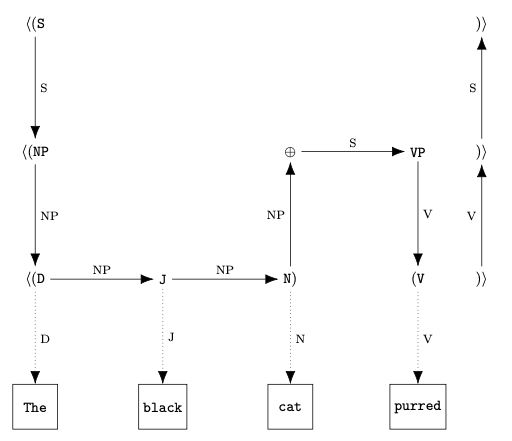 ⟨(S )⟩
S S
⟨(NP ⊕ S VP )⟩
NP NP V V
⟨(D NP J NP N) (V )⟩
D J N V
The black cat purred